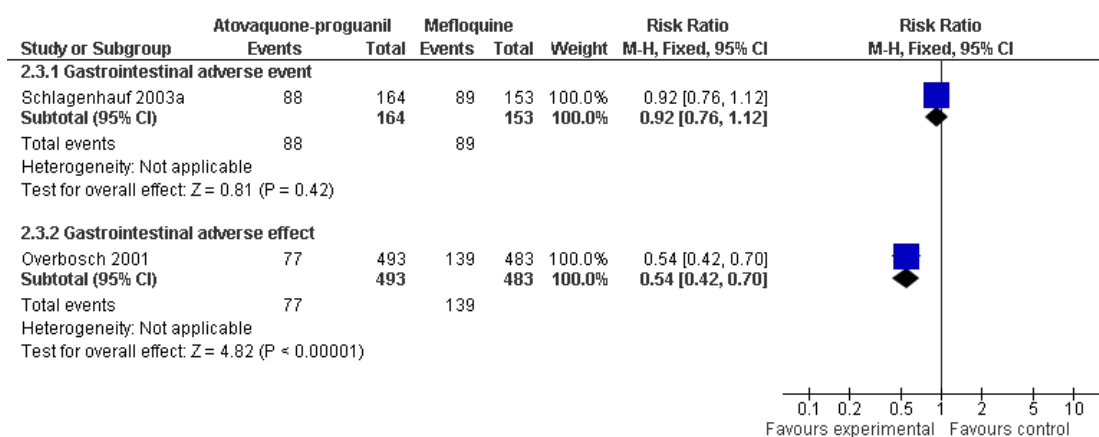 Atovaquone-proguanil Mefloquine Risk Ratio Risk Ratio
Study or Subgroup Events Total Events Total Weight M-H, Fixed, 95% CI M-H, Fixed, 95% CI
2.3.1 Gastrointestinal adverse event
Schlagenhauf 2003a 88 164 89 153 100.0% 0.92 [0.76, 1.12]
Subtotal (95% CI) 164 153 100.0% 0.92 [0.76, 1.12]
Total events 88 89
Heterogeneity: Not applicable
Test for overall effect: Z = 0.81 (P = 0.42)
2.3.2 Gastrointestinal adverse effect
Overbosch 2001 77 493 139 483 100.0% 0.54 [0.42, 0.70]
Subtotal (95% CI) 493 483 100.0% 0.54 [0.42, 0.70]
Total events 77 139
Heterogeneity: Not applicable
Test for overall effect: Z = 4.82 (P < 0.00001)
0.1 0.2 0.5 1 2 5 10
Favours experimental Favours control